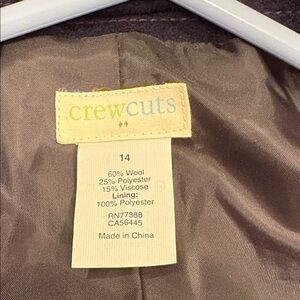 crewcuts
14
60% Wool
25% Polyester
15% Viscose
Lining:
100% Polyester
RN77388
CA56445
Made in China